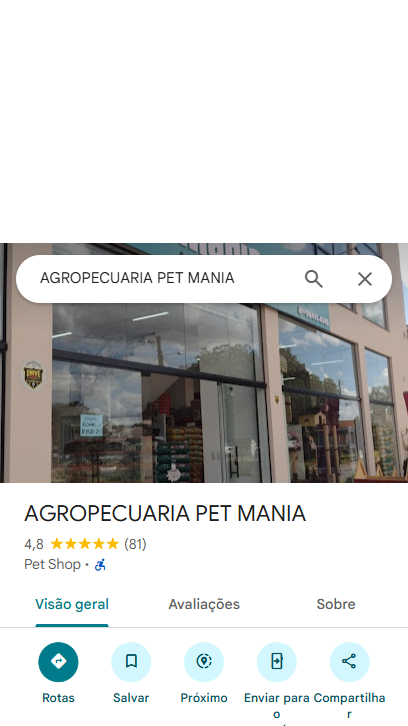 AGROPECUARIA PET MANIA
AGROPECUARIA PET MANIA
4,8 ★★★★★ (81)
Pet Shop ·
Visão geral
Avaliações
Sobre
Rotas
Salvar
Próximo
Enviar para
o
Compartilha
r